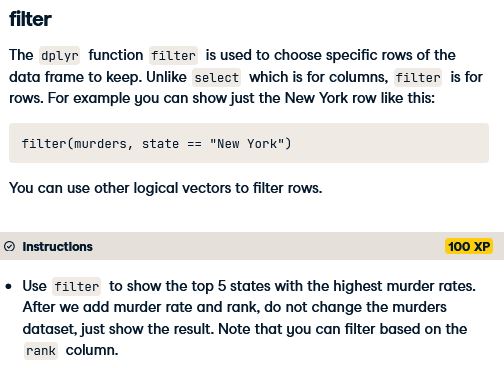 filter
The dplyr function filter is used to choose specific rows of the
data frame to keep. Unlike select which is for columns, filter is for
rows. For example you can show just the New York row like this:
filter(murders, state == "New York")
You can use other logical vectors to filter rows.
Instructions
100 XP
• Use filter to show the top 5 states with the highest murder rates.
After we add murder rate and rank, do not change the murders
dataset, just show the result. Note that you can filter based on the
rank column.